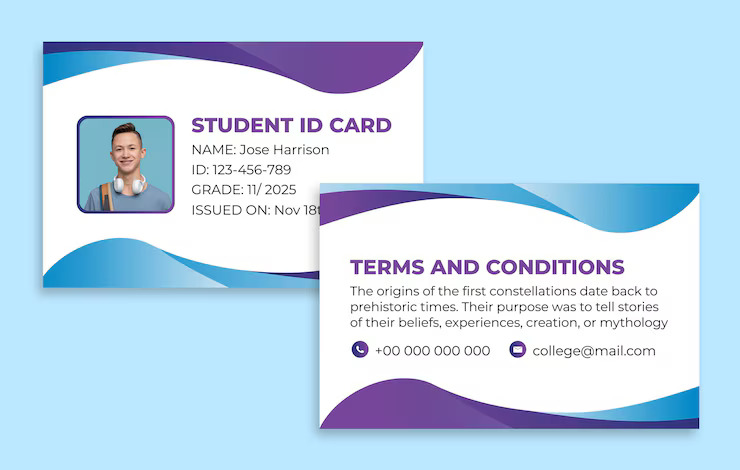 STUDENT ID CARD
NAME: Jose Harrison
ID: 123-456-789
GRADE: 11/ 2025
ISSUED ON: Nov 18t
TERMS AND CONDITIONS
The origins of the first constellations date back to
prehistoric times. Their purpose was to tell stories
of their beliefs, experiences, creation, or mythology
+00 000 000 000 college@mail.com